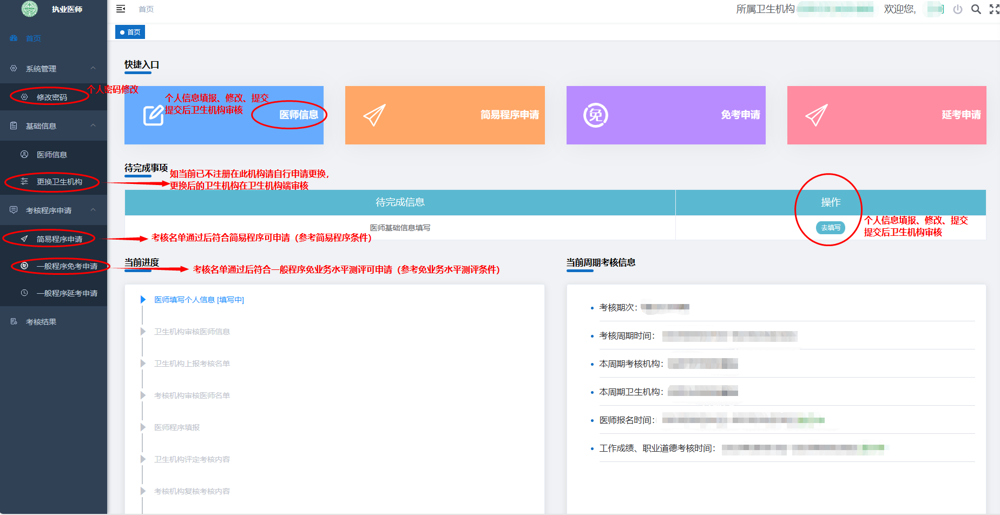 执业医师
首页
所属卫生机构
欢迎您,
首页
首页
系统管理
修改密码
个人密码修改
基础信息
医师信息
更换卫生机构
考核程序申请
简易程序申请
一般程序免考申请
一般程序延考申请
考核结果
快捷入口
个人信息填报、修改、提交
提交后卫生机构审核
医师信息
简易程序申请
免
免考申请
延考申请
待完成事项
如当前已不注册在此机构请自行申请更换，
更换后的卫生机构在卫生机构端审核
待完成信息
操作
医师基础信息填写
去填写
个人信息填报、修改、提交
提交后卫生机构审核
考核名单通过后符合简易程序可申请（参考简易程序条件）
当前进度
考核名单通过后符合一般程序免业务水平测评可申请（参考免业务水平测评条件）
医师填写个人信息 [填写中]
卫生机构审核医师信息
卫生机构上报考核名单
考核机构审核医师名单
医师程序填报
卫生机构评定考核内容
考核机构复核考核内容
当前周期考核信息
考核期次：
考核周期时间：
本周期考核机构：
本周期卫生机构：
医师报名时间：
工作成绩、职业道德考核时间：